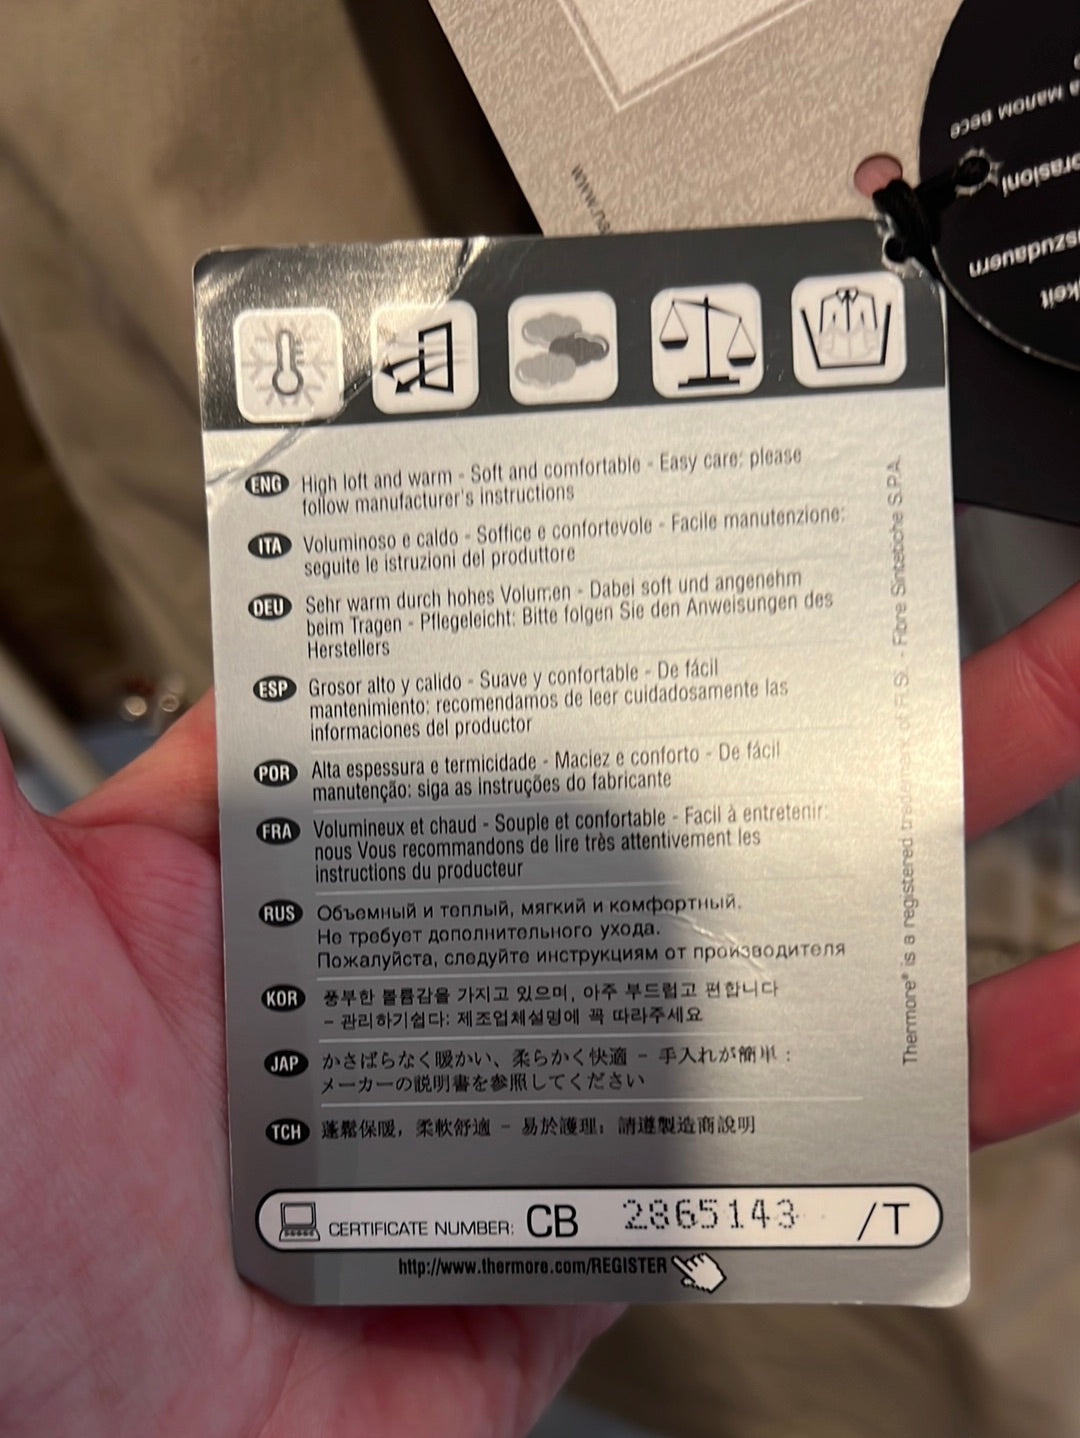 www.ns
а малом весе
orasioni
szudauern
keit
ENG High loft and warm - Soft and comfortable - Easy care: please
follow manufacturer's instructions
ITA Voluminoso e caldo - Soffice e confortevole - Facile manutenzione:
seguite le istruzioni del produttore
DEU Sehr warm durch hohes Volumen - Dabei soft und angenehm
beim Tragen - Pflegeleicht: Bitte folgen Sie den Anweisungen des
Herstellers
ESP Grosor alto y calido - Suave y confortable - De fácil
mantenimiento: recomendamos de leer cuidadosamente las
informaciones del productor
POR Alta espessura e termicidade - Maciez e conforto - De fácil
manutenção: siga as instruções do fabricante
FRA Volumineux et chaud - Souple et confortable - Facil à entretenir:
nous Vous recommandons de lire très attentivement les
instructions du producteur
RUS Объемный и теплый, мягкий и комфортный.
Не требует дополнительного ухода.
Пожалуйста, следуйте инструкциям от производителя
KOR 풍부한 볼륨감을 가지고 있으며, 아주 부드럽고 편합니다
- 관리하기쉽다: 제조업체설명에 꼭 따라주세요
JAP かさばらなく暖かい、柔らかく快適 - 手入れが簡単：
メーカーの説明書を参照してください
TCH 蓬鬆保暖，柔軟舒適 - 易於護理；請遵製造商說明
CERTIFICATE NUMBER: CB 2865143 /T
http://www.thermore.com/REGISTER
Thermore® is a registered trademark of F.I.SI. - Fibre Sintetiche S.P.A.